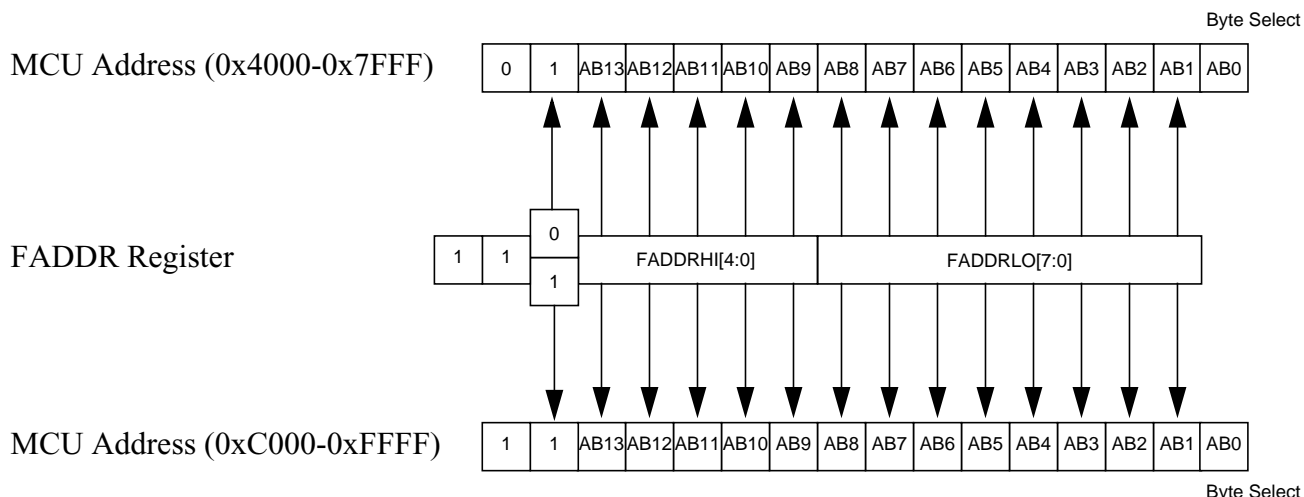 Byte Select
MCU Address (0x4000-0x7FFF) 0 1 AB13 AB12 AB11 AB10 AB9 AB8 AB7 AB6 AB5 AB4 AB3 AB2 AB1 AB0
0
FADDR Register 1 1 FADDRHI[4:0] FADDRLO[7:0]
1
MCU Address (0xC000-0xFFFF) 1 1 AB13 AB12 AB11 AB10 AB9 AB8 AB7 AB6 AB5 AB4 AB3 AB2 AB1 AB0
Byte Select